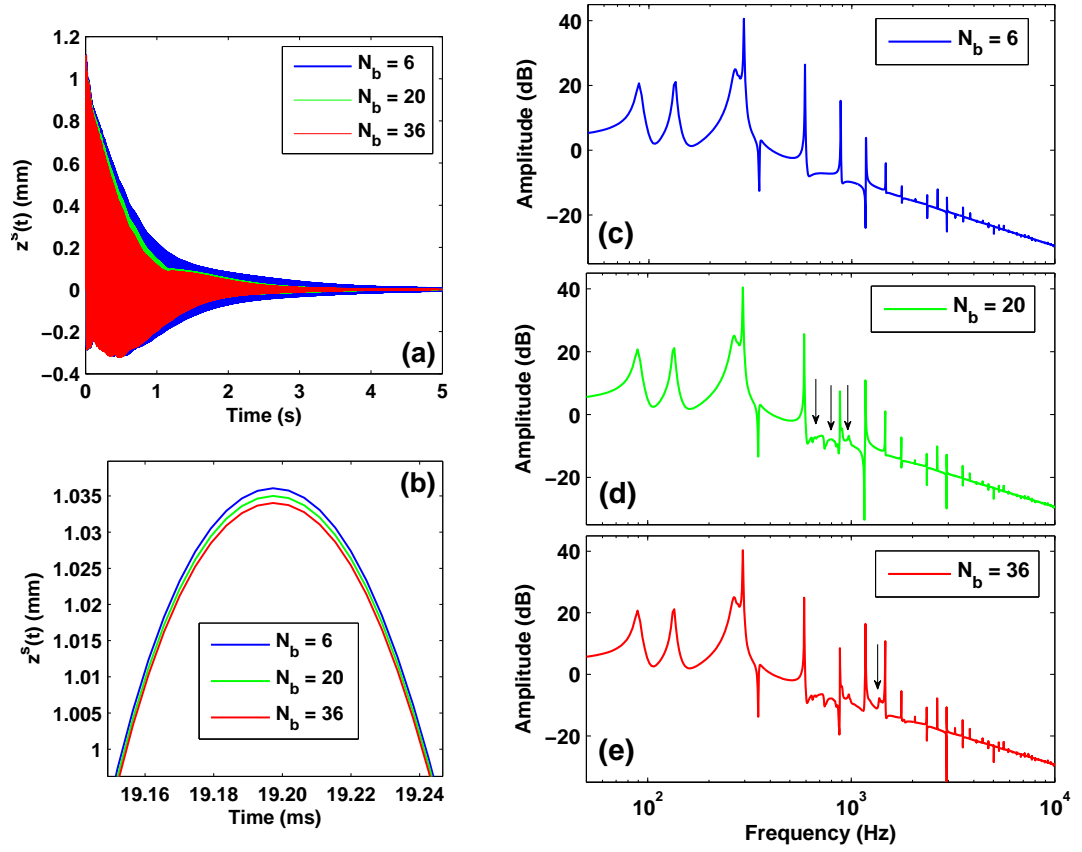 1.2
1
0.8
0.6
0.4
0.2
0
−0.2
−0.4
z^s(t) (mm)
N_b = 6
N_b = 20
N_b = 36
(a)
0 1 2 3 4 5
Time (s)
1.035
1.03
1.025
1.02
1.015
1.01
1.005
1
z^s(t) (mm)
(b)
N_b = 6
N_b = 20
N_b = 36
19.16 19.18 19.20 19.22 19.24
Time (ms)
40
20
0
−20
Amplitude (dB)
N_b = 6
(c)
40
20
0
−20
Amplitude (dB)
N_b = 20
(d)
40
20
0
−20
Amplitude (dB)
N_b = 36
(e)
10^2 10^3 10^4
Frequency (Hz)